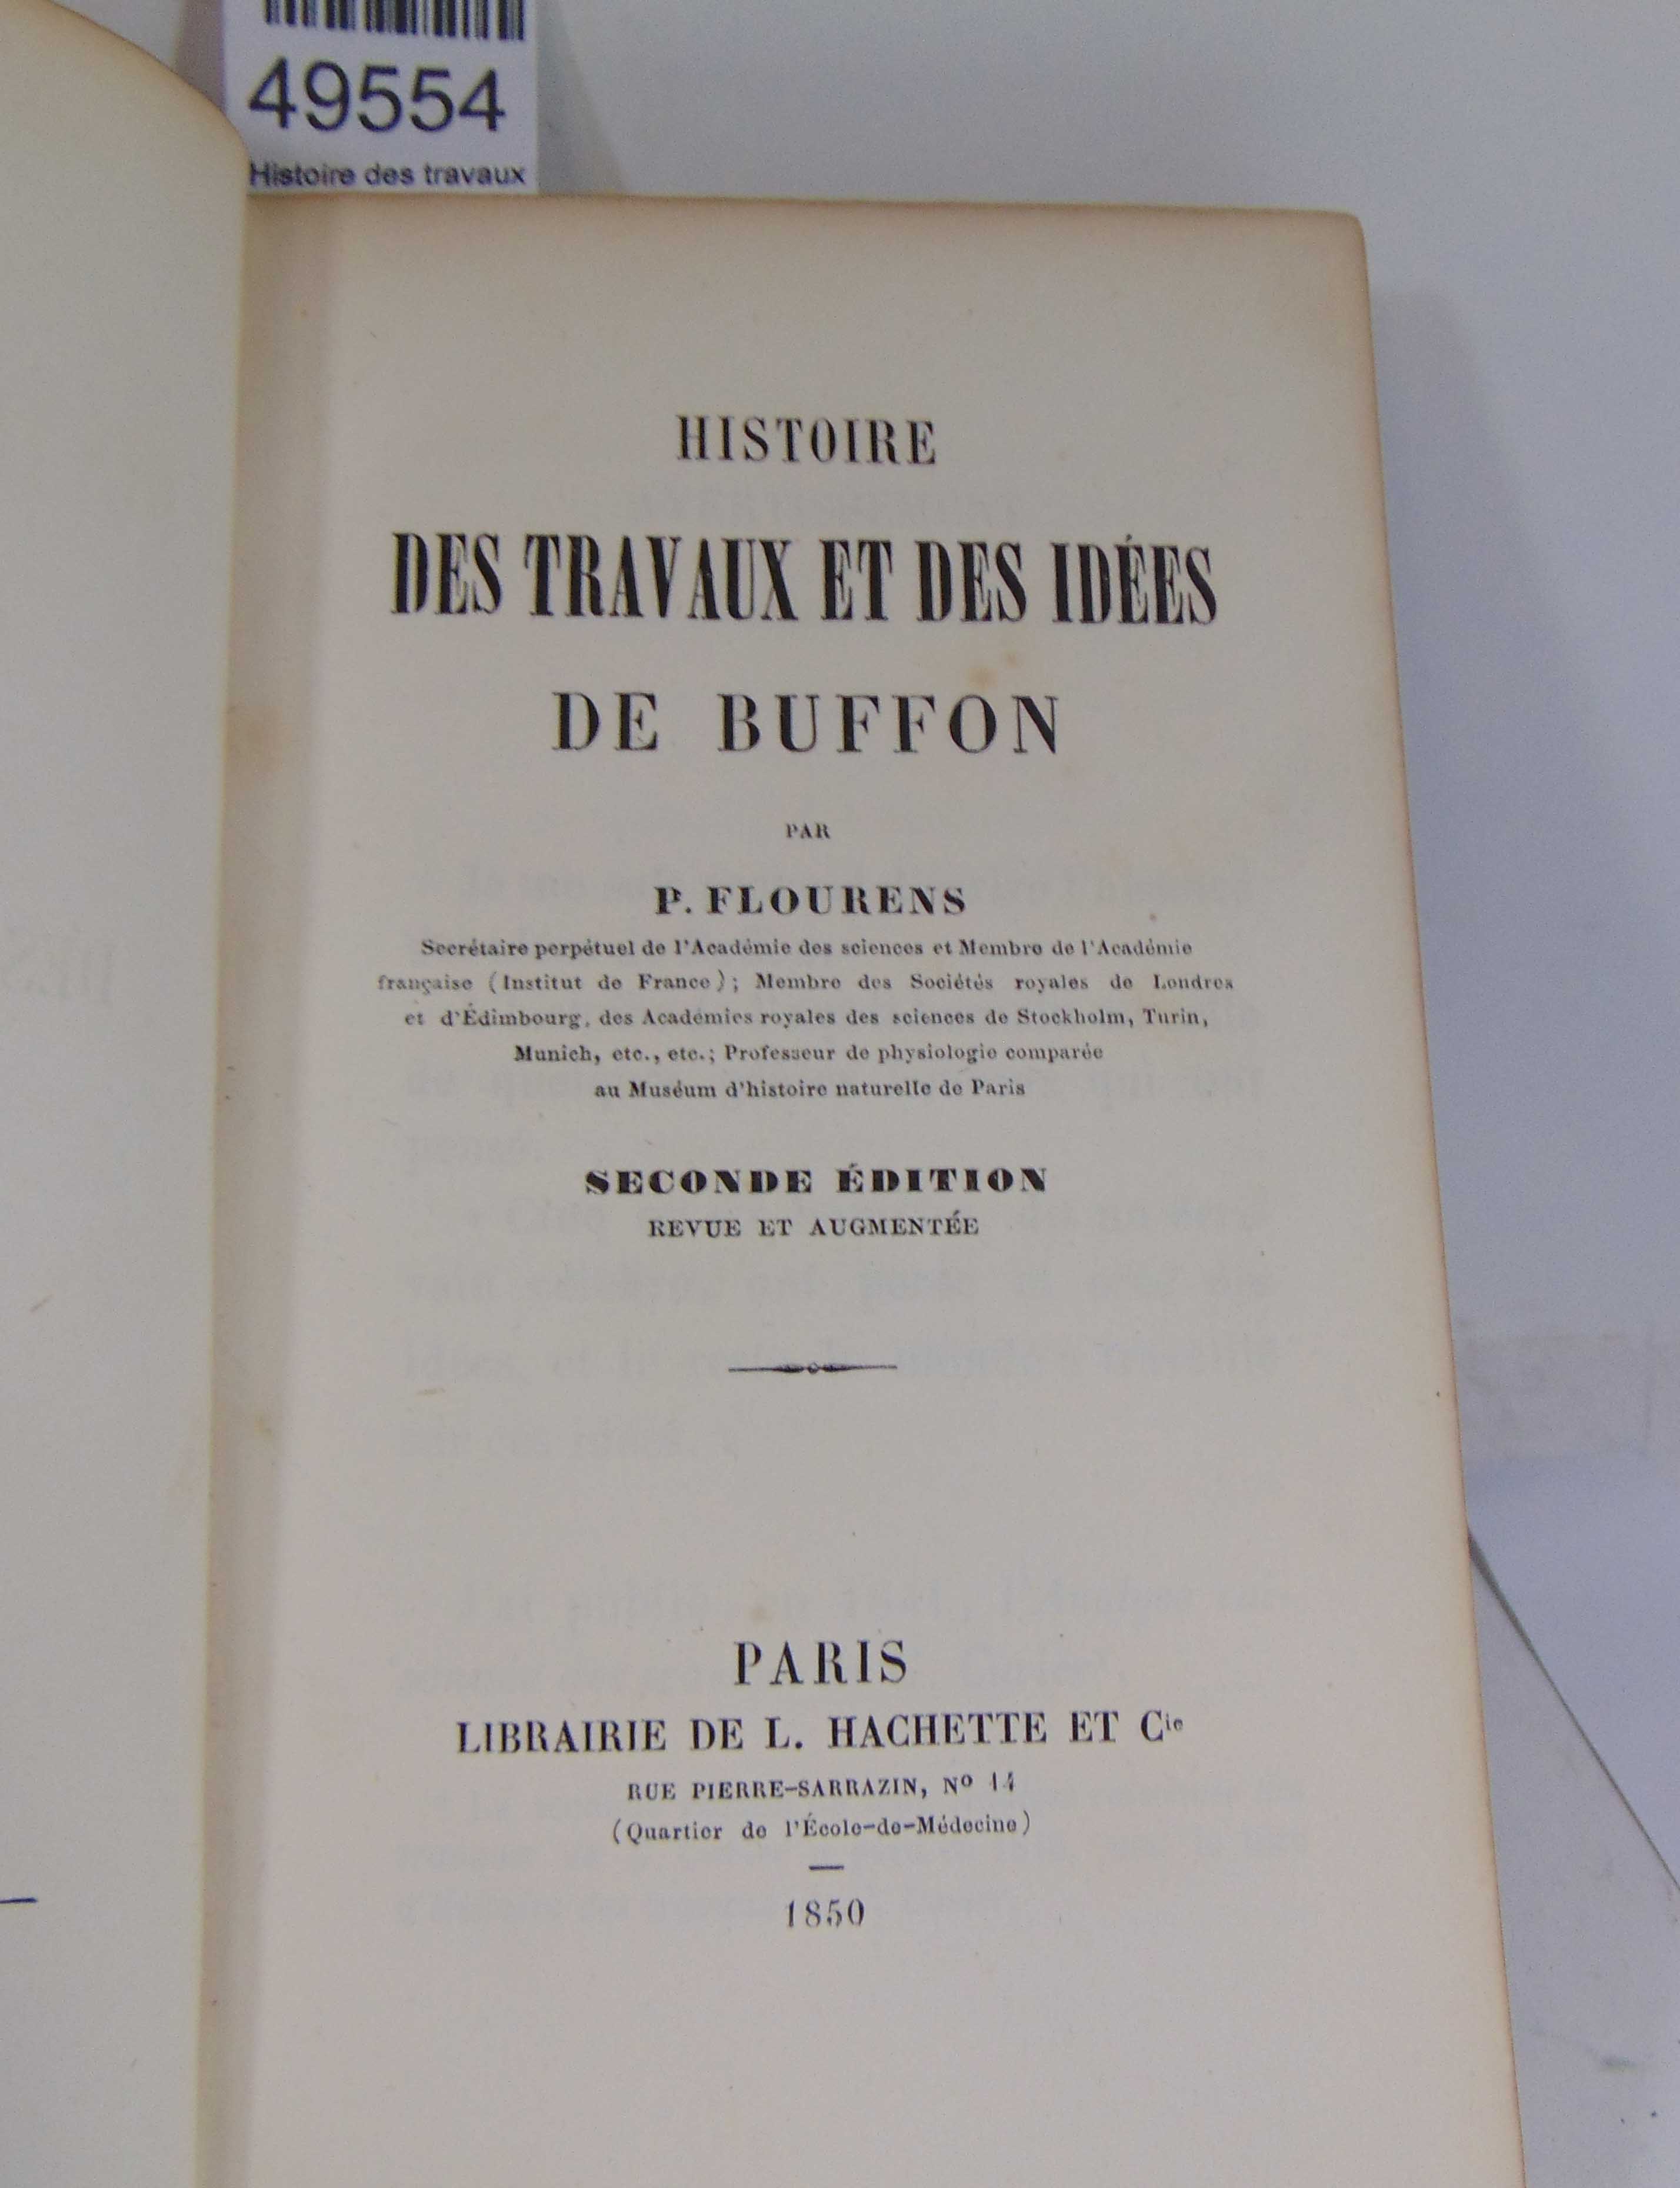 49554
Histoire des travaux
HISTOIRE
DES TRAVAUX ET DES IDÉES
DE BUFFON
PAR
P. FLOURENS
Secrétaire perpétuel de l'Académie des sciences et Membre de l'Académie
française (Institut de France); Membre des Sociétés royales de Londres
et d'Édimbourg, des Académies royales des sciences de Stockholm, Turin,
Munich, etc., etc.; Professeur de physiologie comparée
au Muséum d'histoire naturelle de Paris
SECONDE ÉDITION
REVUE ET AUGMENTÉE
PARIS
LIBRAIRIE DE L. HACHETTE ET Cie
RUE PIERRE-SARRAZIN, Nº 14
(Quartier de l'École-de-Médecine)
1850